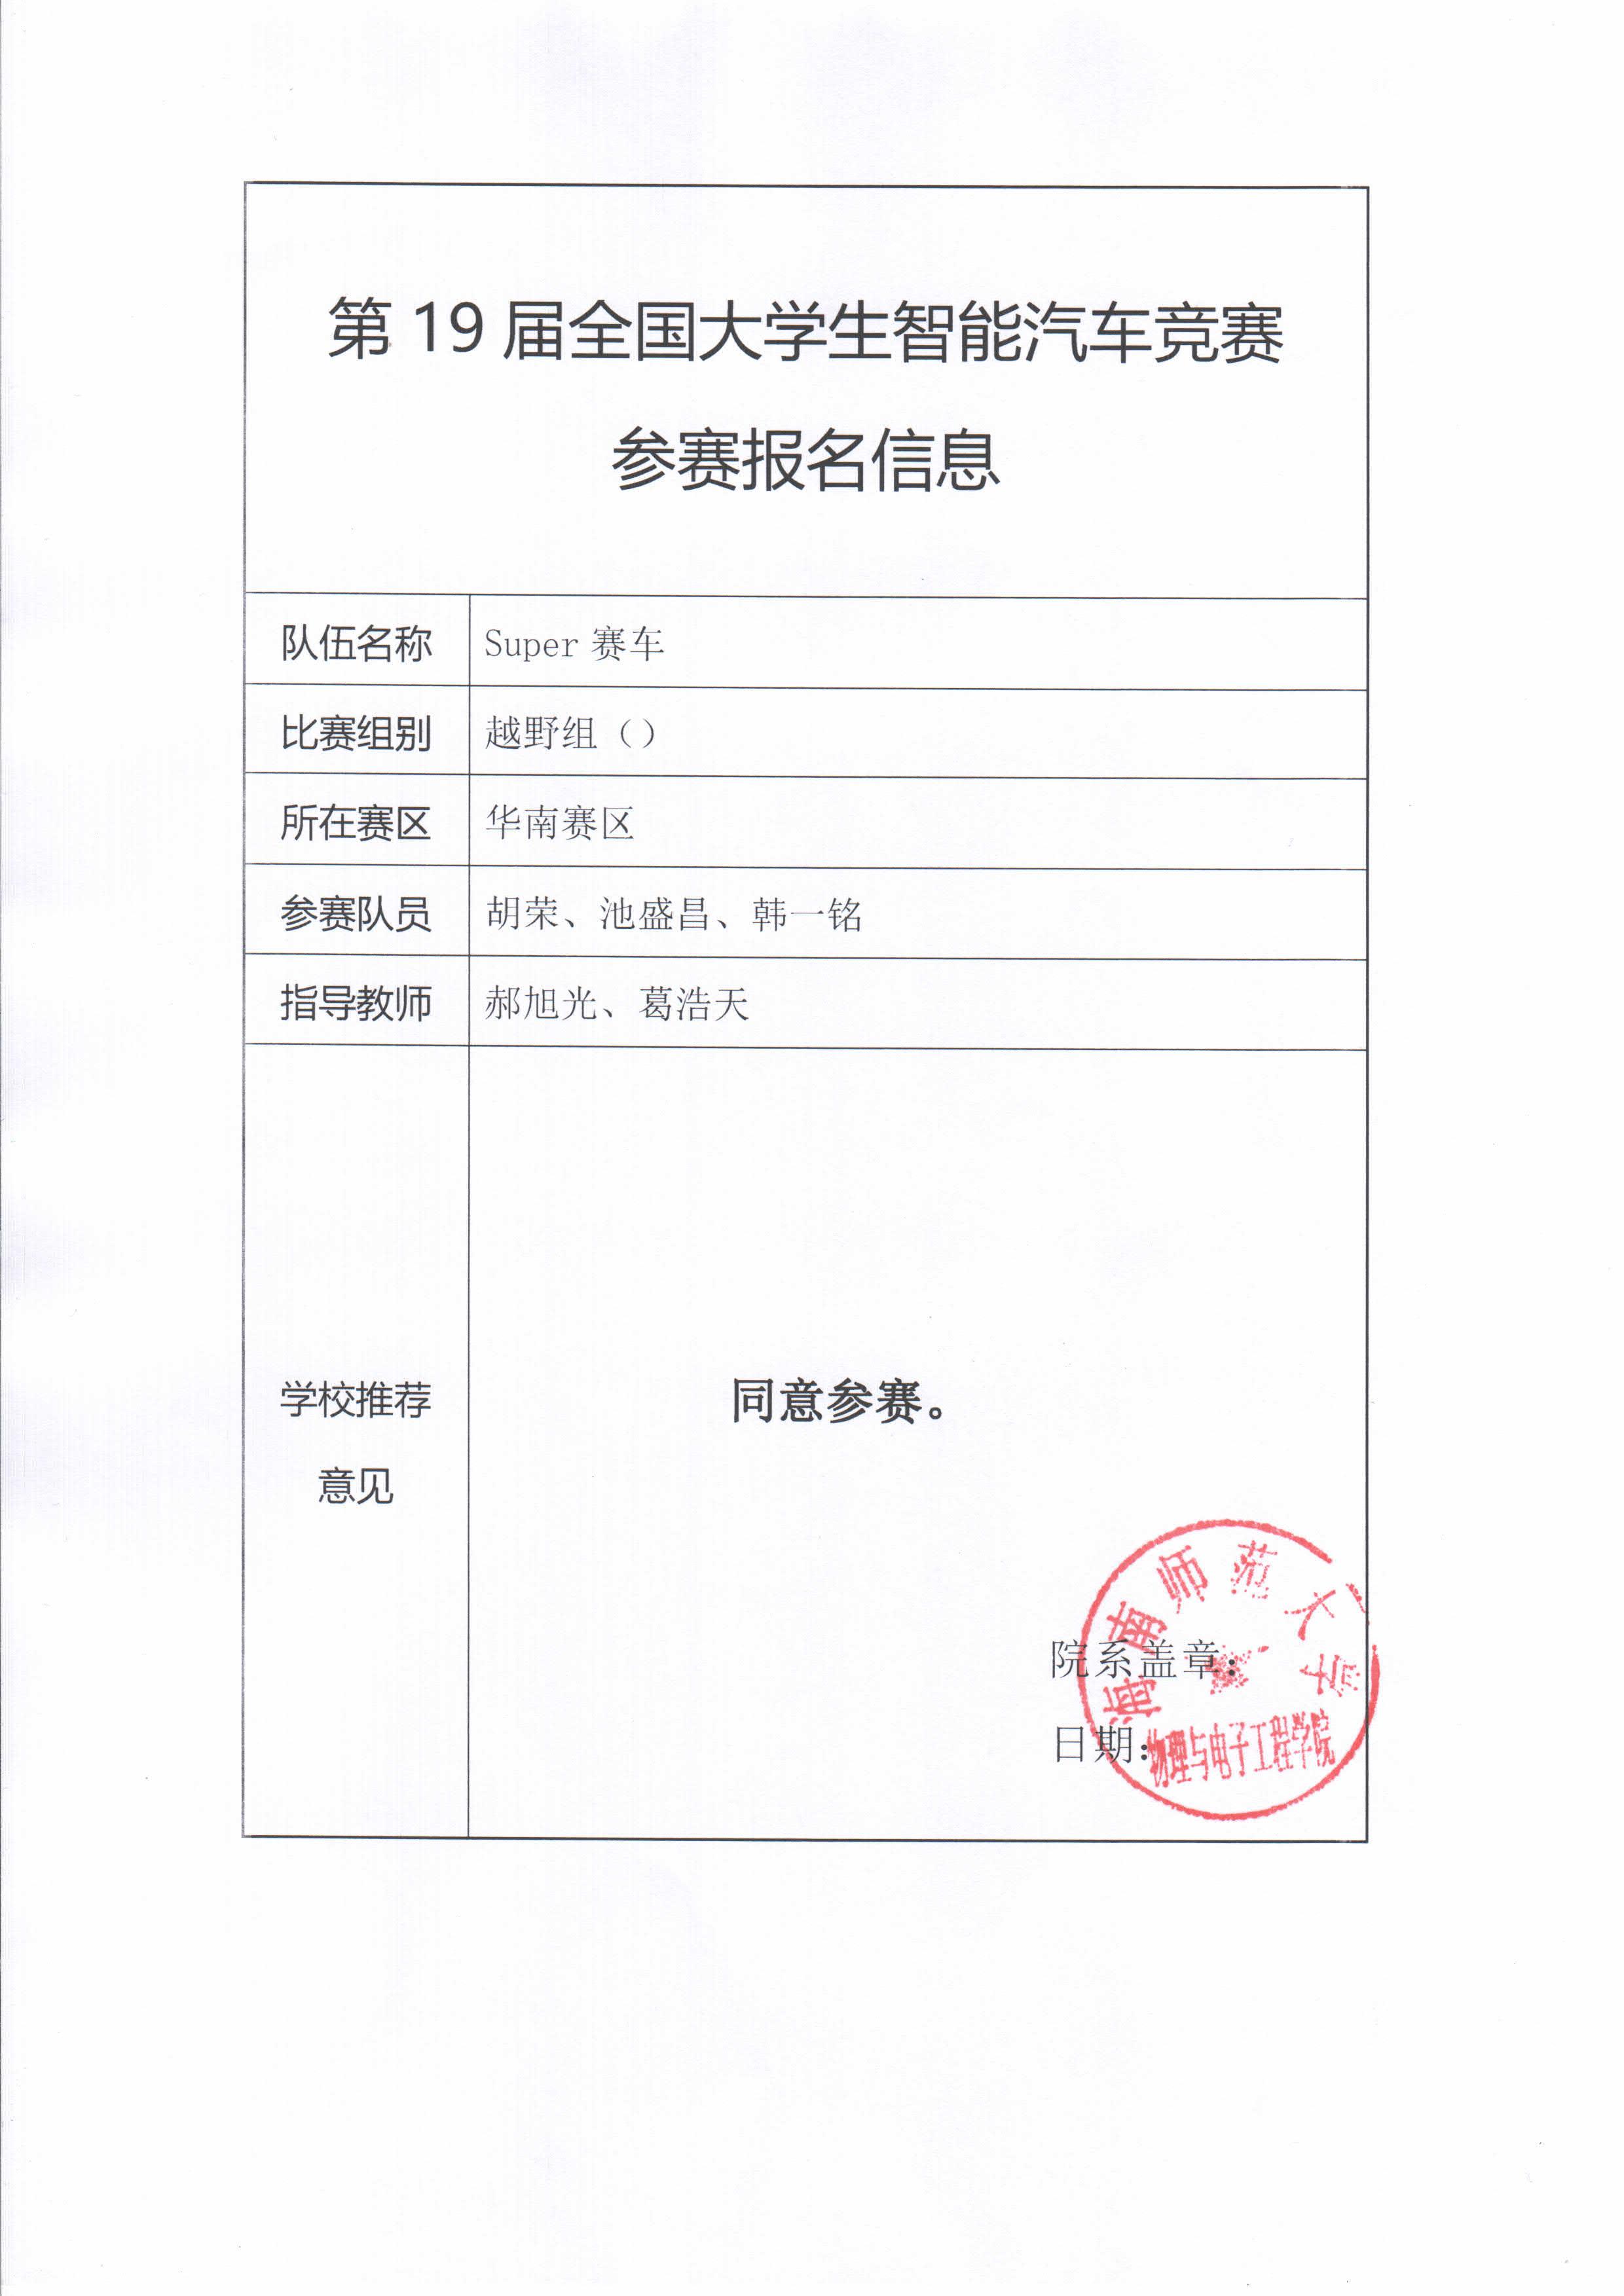 第 19 届全国大学生智能汽车竞赛
参赛报名信息
队伍名称 Super 赛车
比赛组别 越野组（）
所在赛区 华南赛区
参赛队员 胡荣、池盛昌、韩一铭
指导教师 郝旭光、葛浩天
学校推荐
意见
同意参赛。
院系盖章：
日期：
海南师范大学
物理与电子工程学院